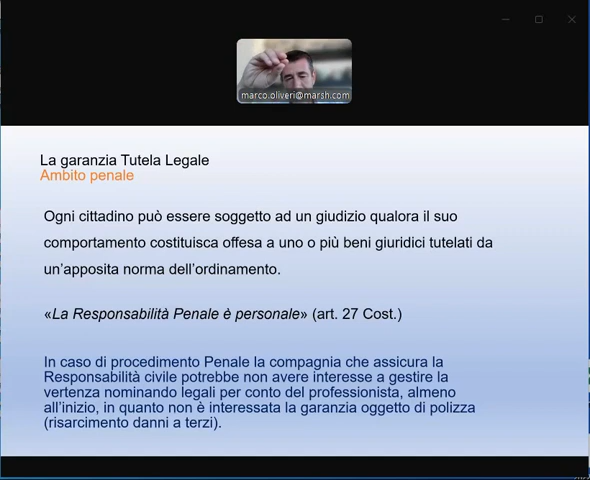 marco.oliveri@marsh.com
La garanzia Tutela Legale
Ambito penale
Ogni cittadino può essere soggetto ad un giudizio qualora il suo
comportamento costituisca offesa a uno o più beni giuridici tutelati da
un’apposita norma dell’ordinamento.
«La Responsabilità Penale è personale» (art. 27 Cost.)
In caso di procedimento Penale la compagnia che assicura la
Responsabilità civile potrebbe non avere interesse a gestire la
vertenza nominando legali per conto del professionista, almeno
all’inizio, in quanto non è interessata la garanzia oggetto di polizza
(risarcimento danni a terzi).